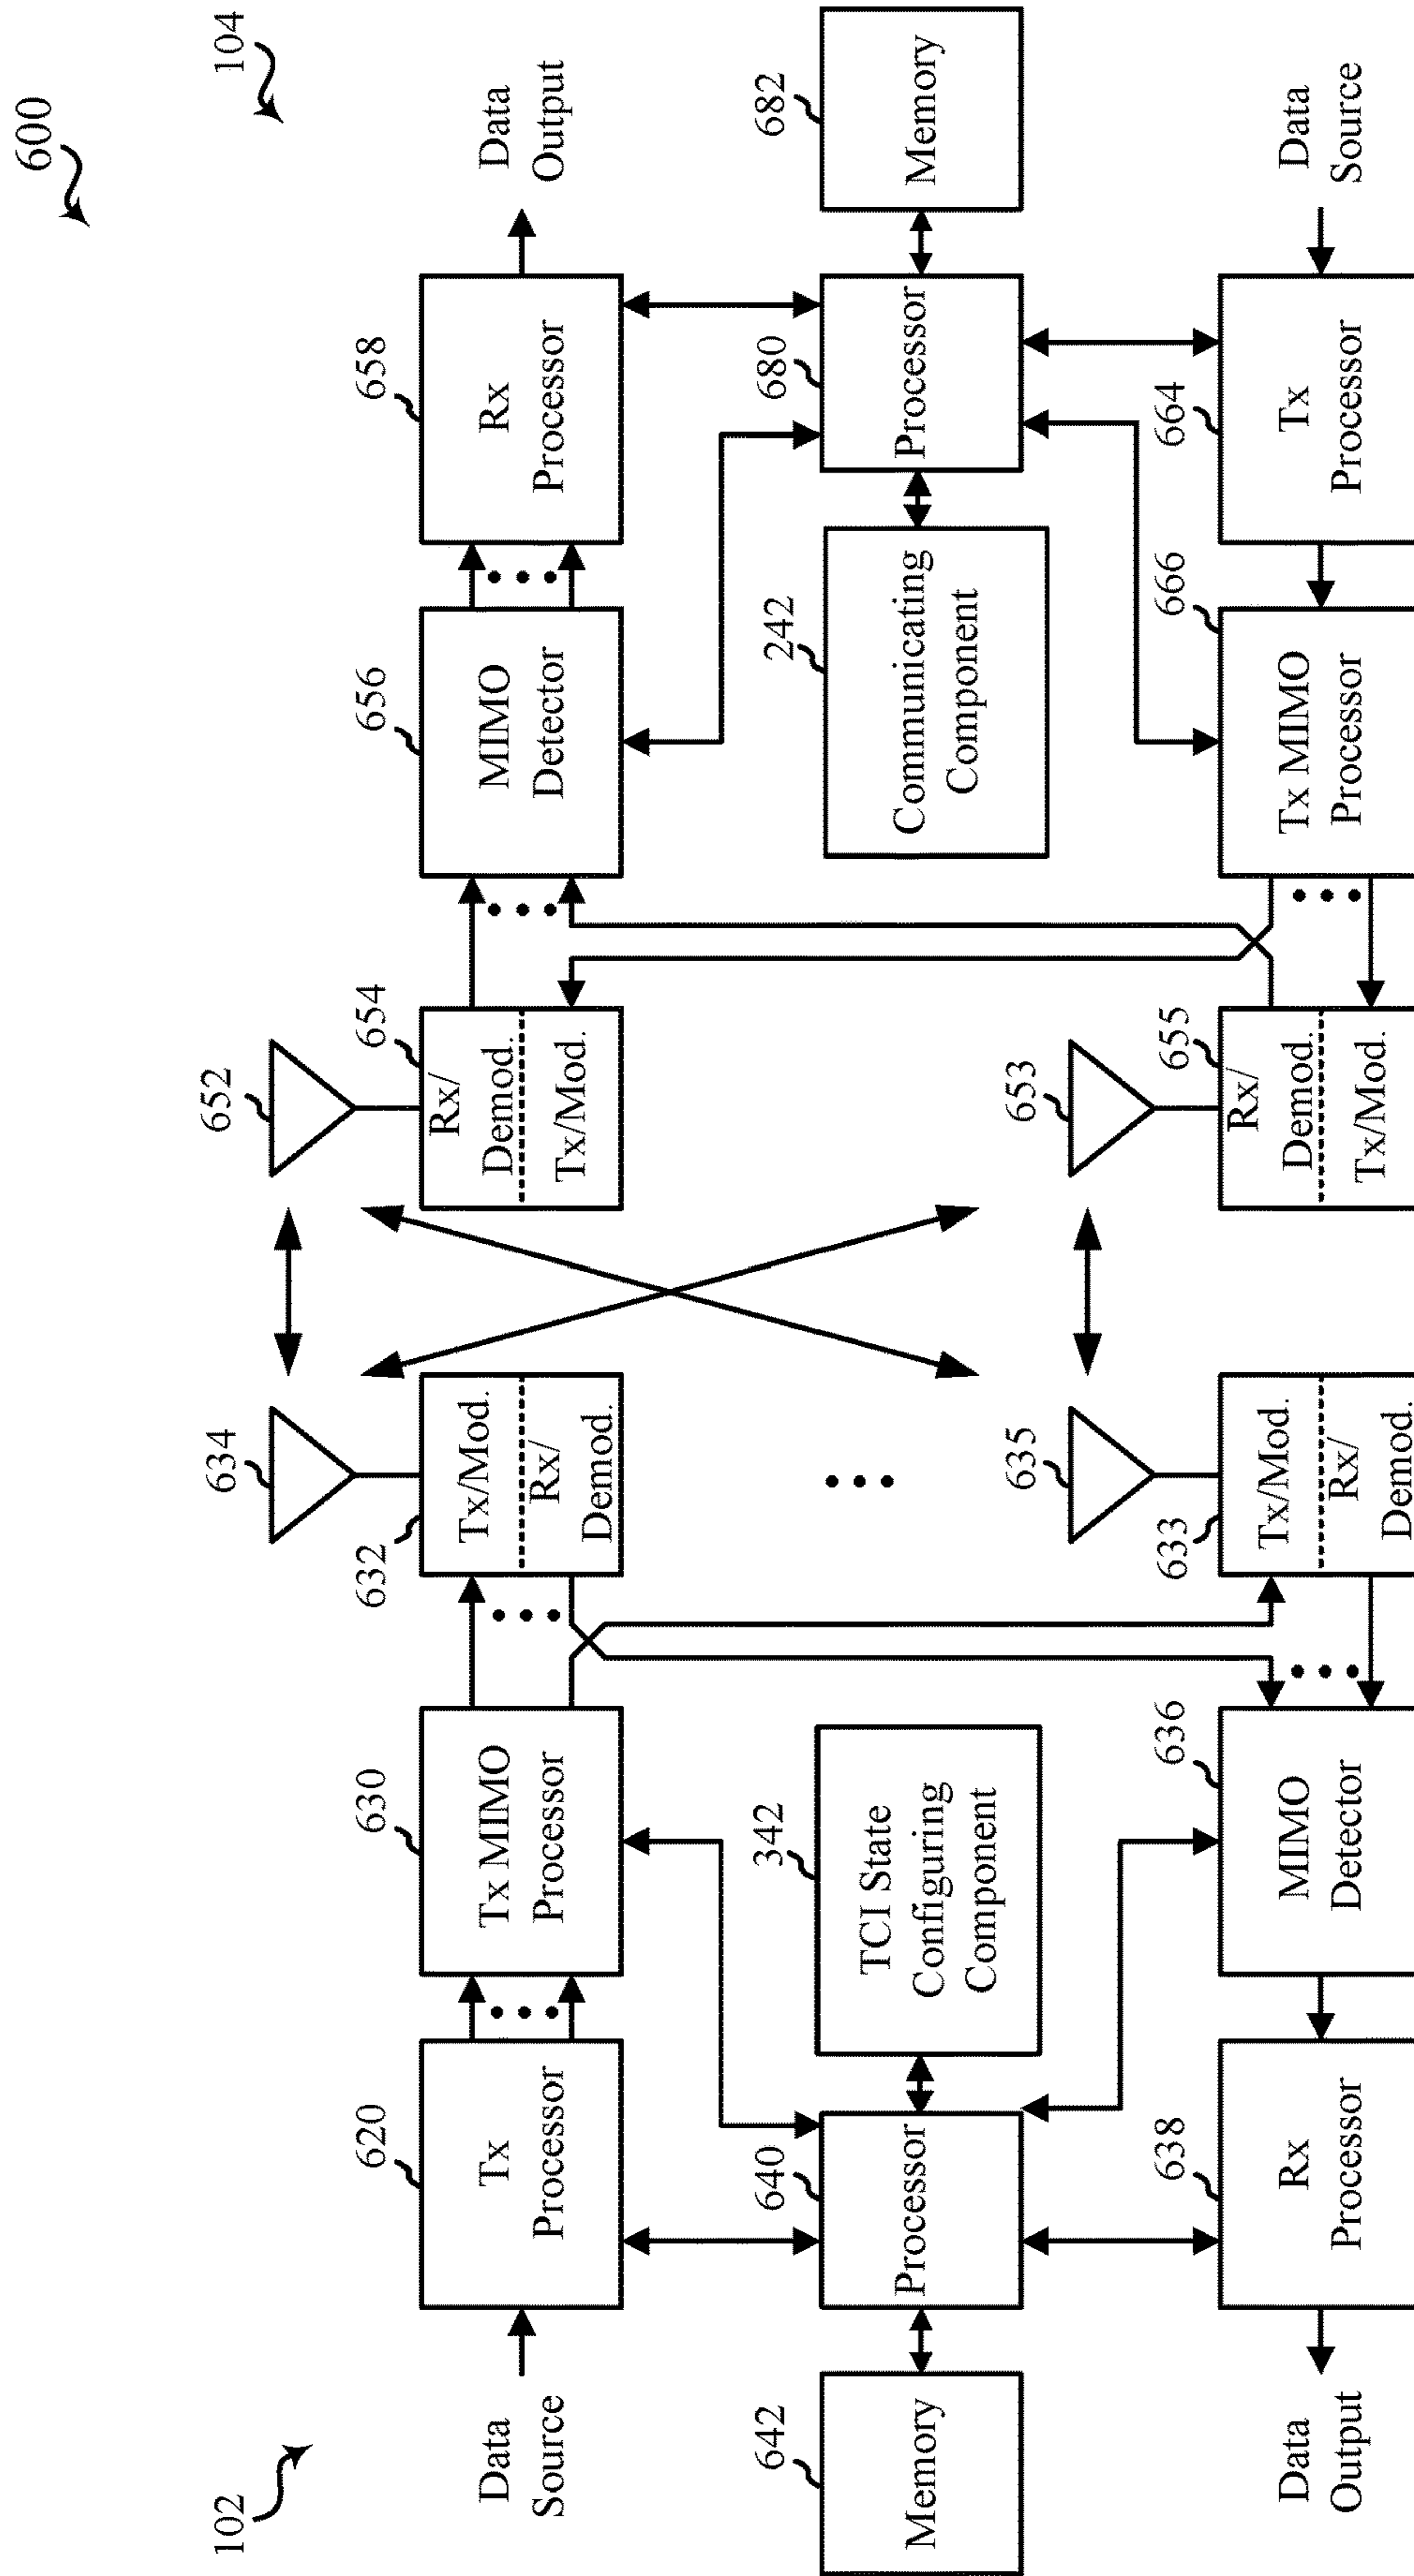 600
102
104
634
652
620
630
632
654
656
658
Data
Source
Tx
Processor
Tx MIMO
Processor
Tx/Mod.
Rx/
Demod.
Rx/
Demod.
Tx/Mod.
MIMO
Detector
Rx
Processor
Data
Output
642
640
342
242
680
682
Memory
Processor
TCI State
Configuring
Component
Communicating
Component
Processor
Memory
635
653
638
636
633
655
666
664
Data
Output
Rx
Processor
MIMO
Detector
Tx/Mod.
Rx/
Demod.
Rx/
Demod.
Tx/Mod.
Tx MIMO
Processor
Tx
Processor
Data
Source